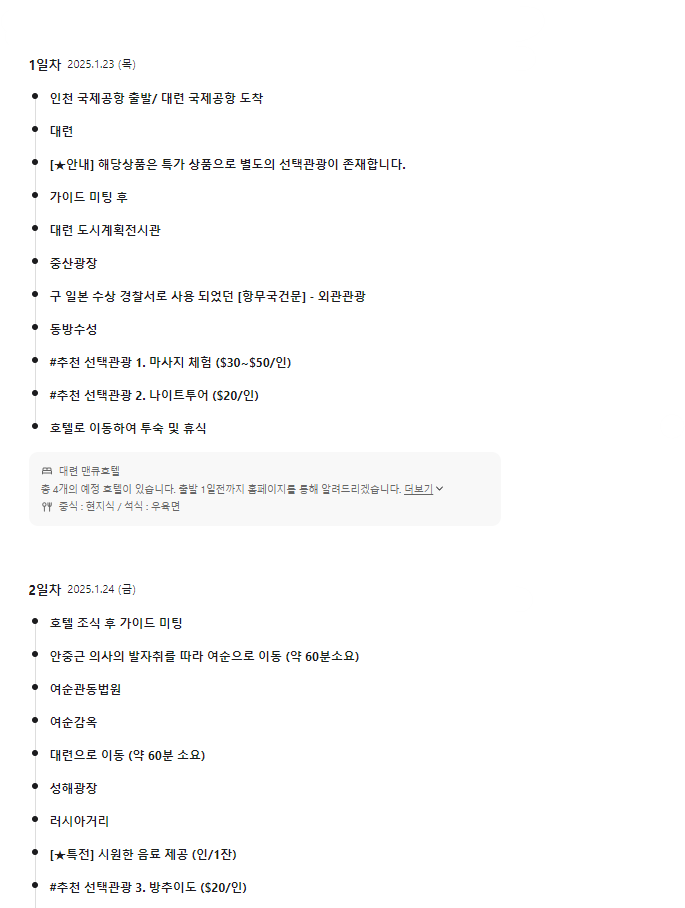 1일차 2025.1.23 (목)
인천 국제공항 출발/ 대련 국제공항 도착
대련
[★안내] 해당상품은 특가 상품으로 별도의 선택관광이 존재합니다.
가이드 미팅 후
대련 도시계획전시관
중산광장
구 일본 수상 경찰서로 사용 되었던 [항무국건문] - 외관관광
동방수성
#추천 선택관광 1. 마사지 체험 ($30~$50/인)
#추천 선택관광 2. 나이트투어 ($20/인)
호텔로 이동하여 투숙 및 휴식
대련 맨큐호텔
총 4개의 예정 호텔이 있습니다. 출발 1일전까지 홈페이지를 통해 알려드리겠습니다. 더보기
중식 : 현지식 / 석식 : 우육면
2일차 2025.1.24 (금)
호텔 조식 후 가이드 미팅
안중근 의사의 발자취를 따라 여순으로 이동 (약 60분소요)
여순관동법원
여순감옥
대련으로 이동 (약 60분 소요)
성해광장
러시아거리
[★특전] 시원한 음료 제공 (인/1잔)
#추천 선택관광 3. 방추이도 ($20/인)